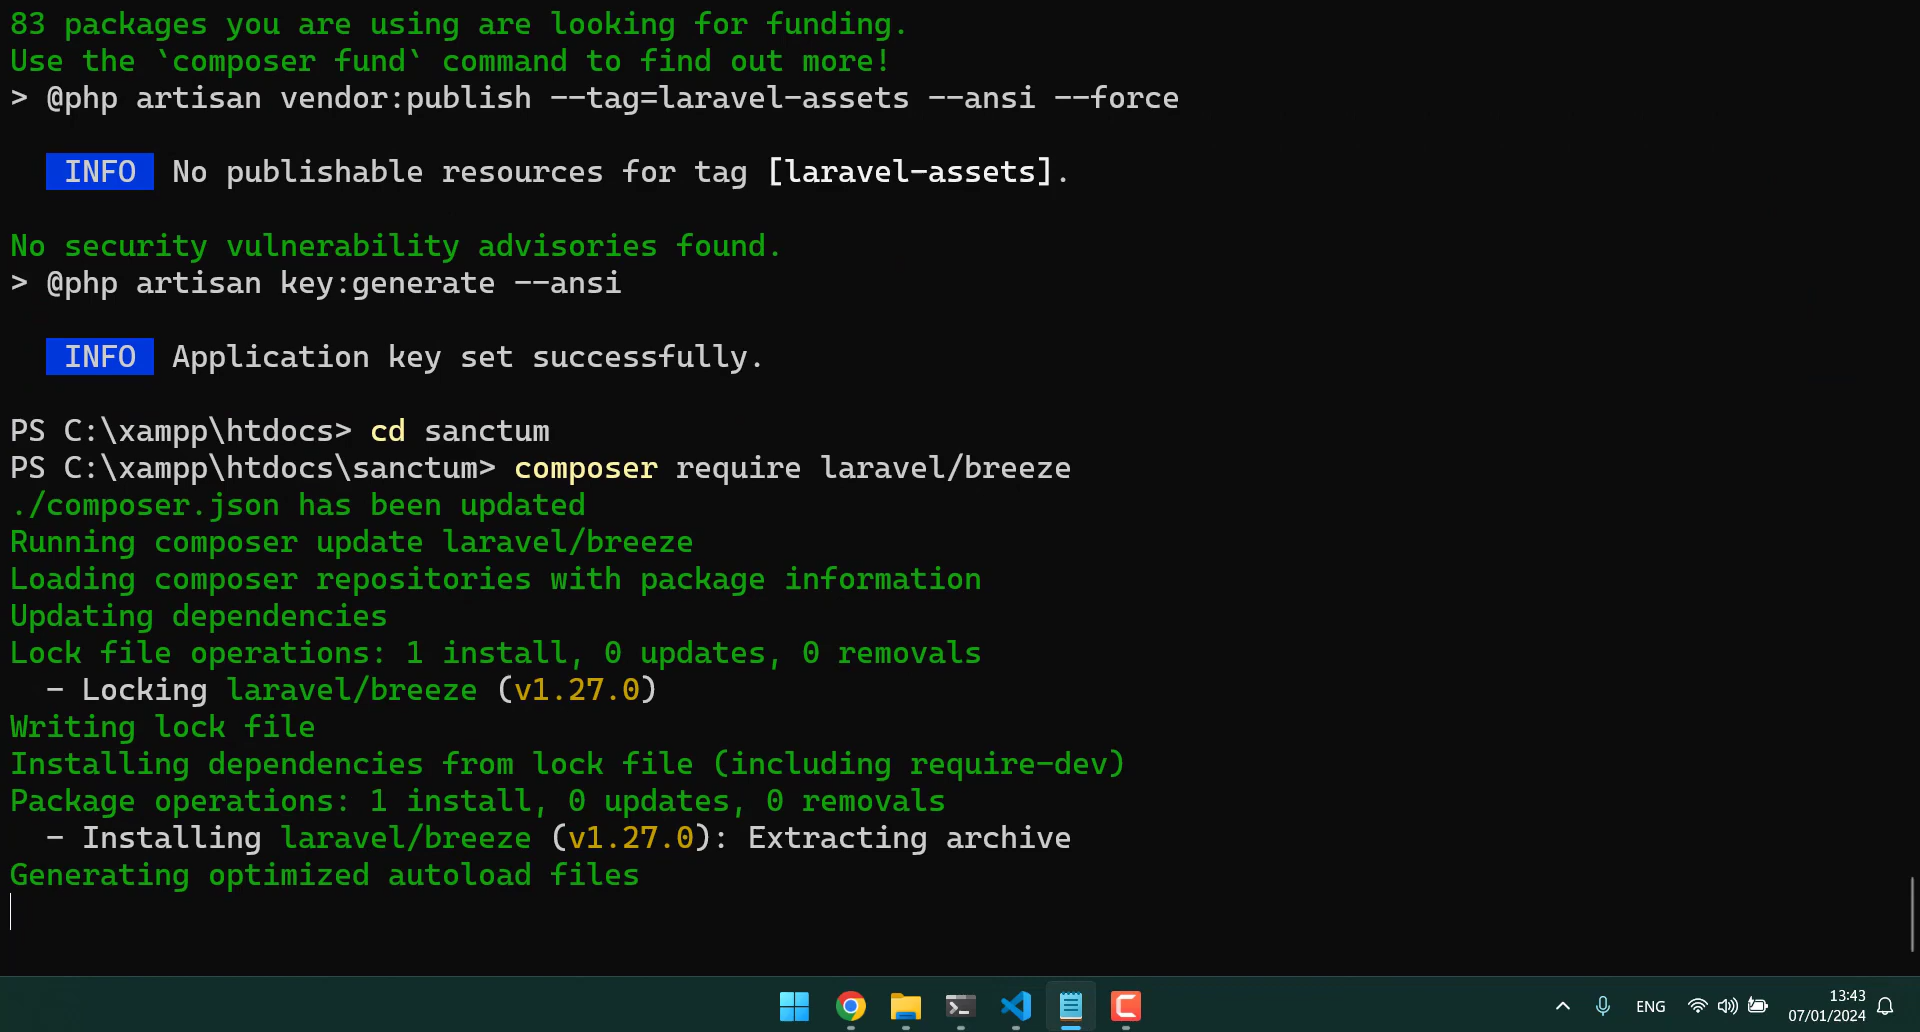 83 packages you are using are looking for funding.
Use the `composer fund` command to find out more!
> @php artisan vendor:publish --tag=laravel-assets --ansi --force
INFO No publishable resources for tag [laravel-assets].
No security vulnerability advisories found.
> @php artisan key:generate --ansi
INFO Application key set successfully.
PS C:\xampp\htdocs> cd sanctum
PS C:\xampp\htdocs\sanctum> composer require laravel/breeze
./composer.json has been updated
Running composer update laravel/breeze
Loading composer repositories with package information
Updating dependencies
Lock file operations: 1 install, 0 updates, 0 removals
- Locking laravel/breeze (v1.27.0)
Writing lock file
Installing dependencies from lock file (including require-dev)
Package operations: 1 install, 0 updates, 0 removals
- Installing laravel/breeze (v1.27.0): Extracting archive
Generating optimized autoload files
ENG
13:43
07/01/2024